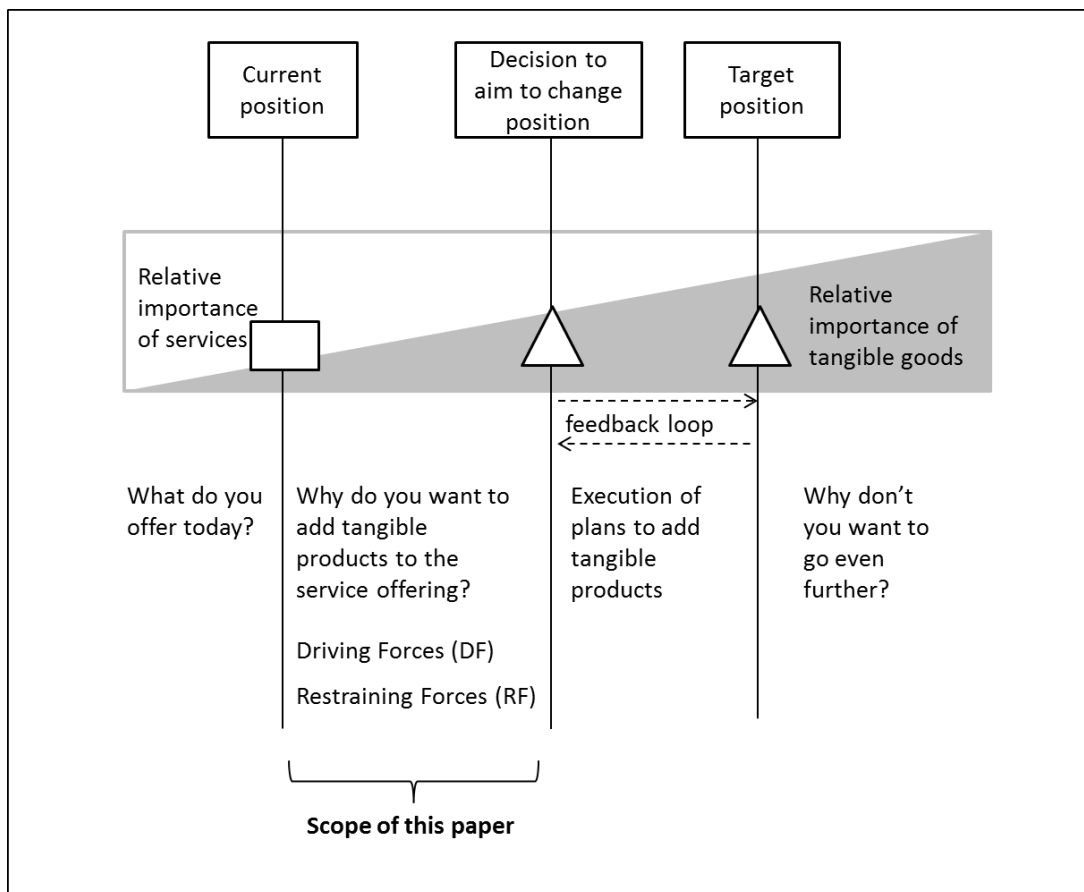 Current
position
Decision to
aim to change
position
Target
position
Relative
importance
of services
Relative
importance of
tangible goods
feedback loop
What do you
offer today?
Why do you want to
add tangible
products to the
service offering?
Driving Forces (DF)
Restraining Forces (RF)
Execution of
plans to add
tangible
products
Why don’t
you want to
go even
further?
Scope of this paper